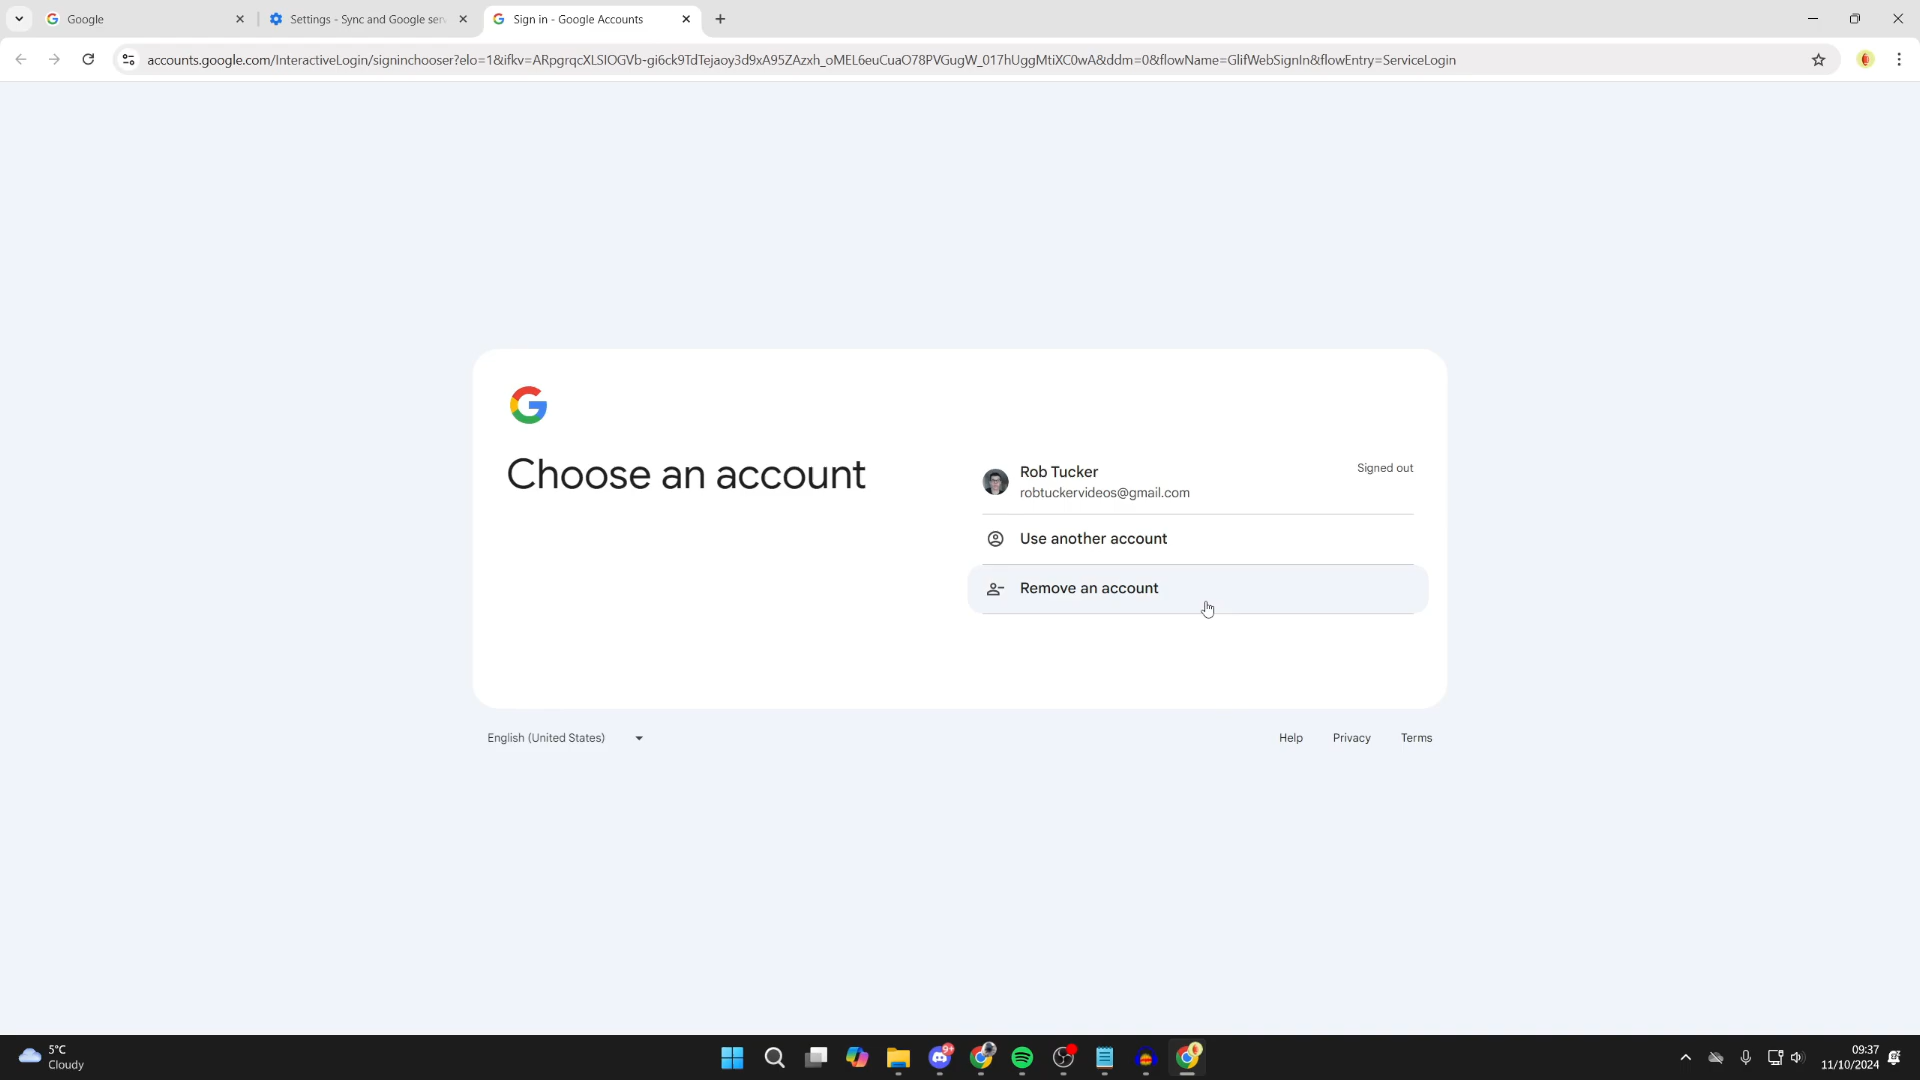 Google
Settings - Sync and Google ser
Sign in - Google Accounts
accounts.google.com/InteractiveLogin/signinchooser?elo=1&ifkv=ARpgrqcXLSIOGVb-gi6ck9TdTejaoy3d9xA95ZAzxh_oMEL6euCuaO78PVGugW_017hUggMtiXC0wA&ddm=0&flowName=GlifWebSignIn&flowEntry=ServiceLogin
Choose an account
Rob Tucker
Signed out
robtuckervideos@gmail.com
Use another account
Remove an account
English (United States)
Help
Privacy
Terms
5°C
Cloudy
9+
09:37
11/10/2024